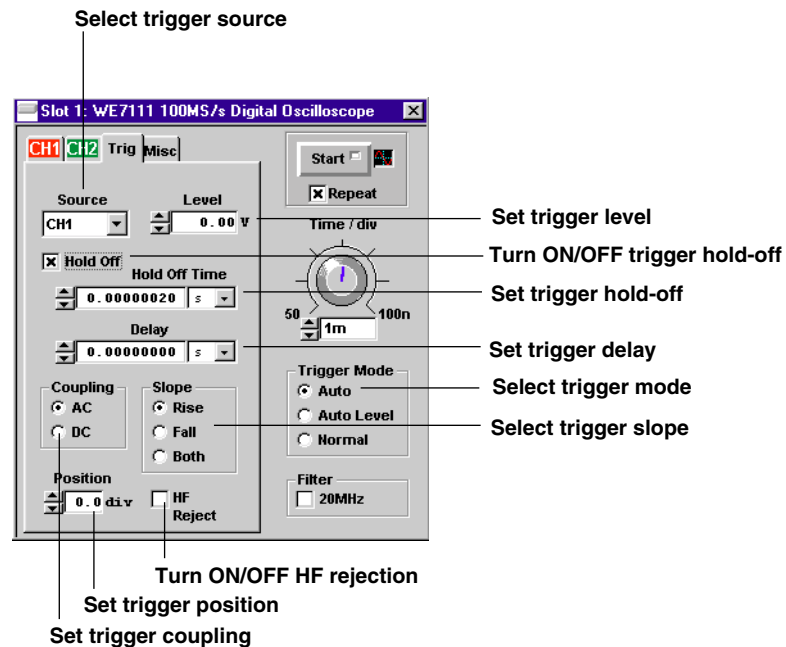 Select trigger source
Slot 1: WE7111 100MS/s Digital Oscilloscope
CH1 CH2 Trig Misc
Start
Repeat
Source Level
CH1 0.00 V
Time / div
Set trigger level
Hold Off
Turn ON/OFF trigger hold-off
Hold Off Time
0.00000020 s
Set trigger hold-off
50 100n
1m
Delay
0.00000000 s
Set trigger delay
Trigger Mode
Auto
Select trigger mode
Auto Level
Normal
Coupling Slope
AC Rise
DC Fall
Both
Select trigger slope
Position
0.0 div
HF
Reject
Filter
20MHz
Turn ON/OFF HF rejection
Set trigger position
Set trigger coupling